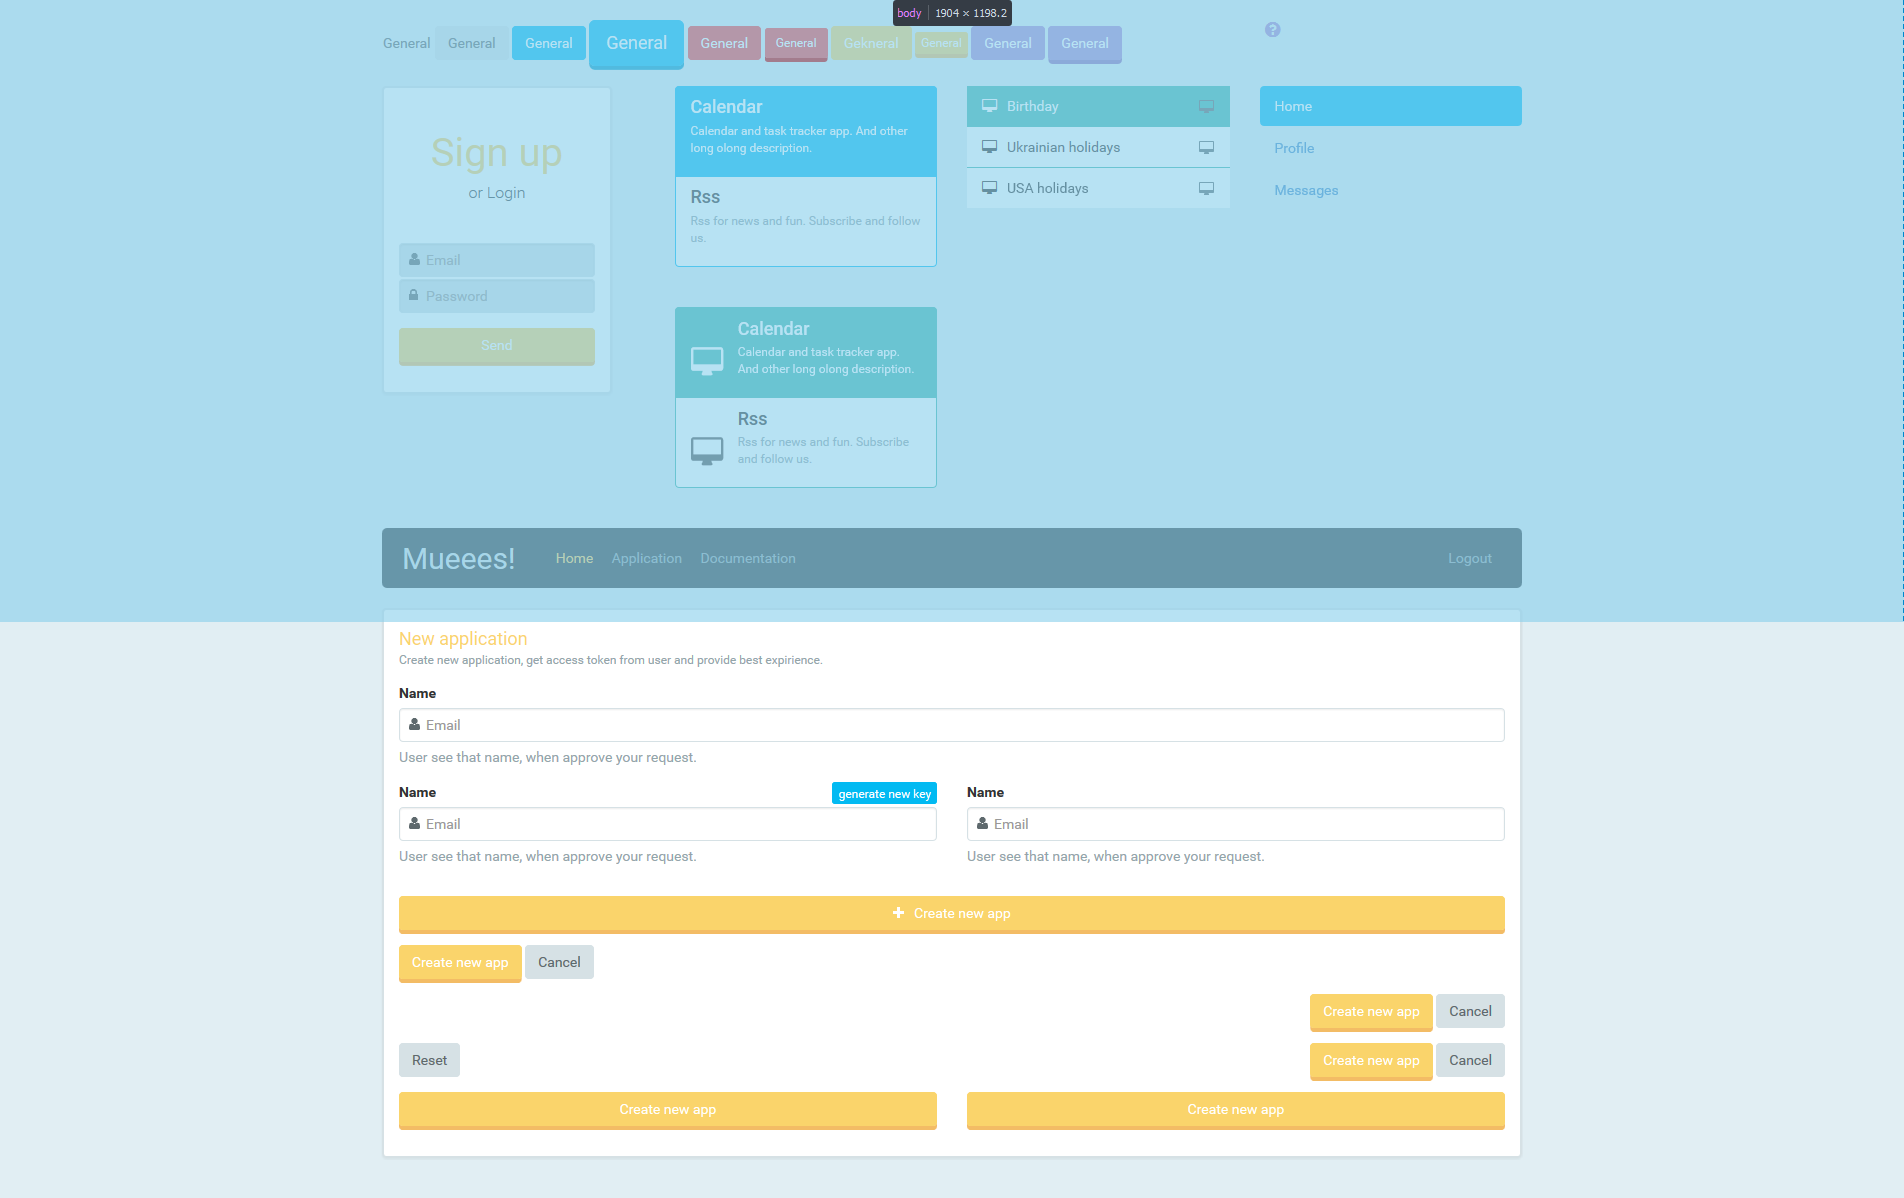 body 1904 × 1198.2
General General General General General General Gekneral General General General
Sign up
or Login
Email
Password
Send
Calendar
Calendar and task tracker app. And other
long olong description.
Rss
Rss for news and fun. Subscribe and follow
us.
Calendar
Calendar and task tracker app.
And other long olong description.
Rss
Rss for news and fun. Subscribe
and follow us.
Birthday
Ukrainian holidays
USA holidays
Home
Profile
Messages
Mueees! Home Application Documentation Logout
New application
Create new application, get access token from user and provide best expirience.
Name
Email
User see that name, when approve your request.
Name generate new key
Email
User see that name, when approve your request.
Name
Email
User see that name, when approve your request.
Create new app
Create new app Cancel
Create new app Cancel
Reset Create new app Cancel
Create new app Create new app